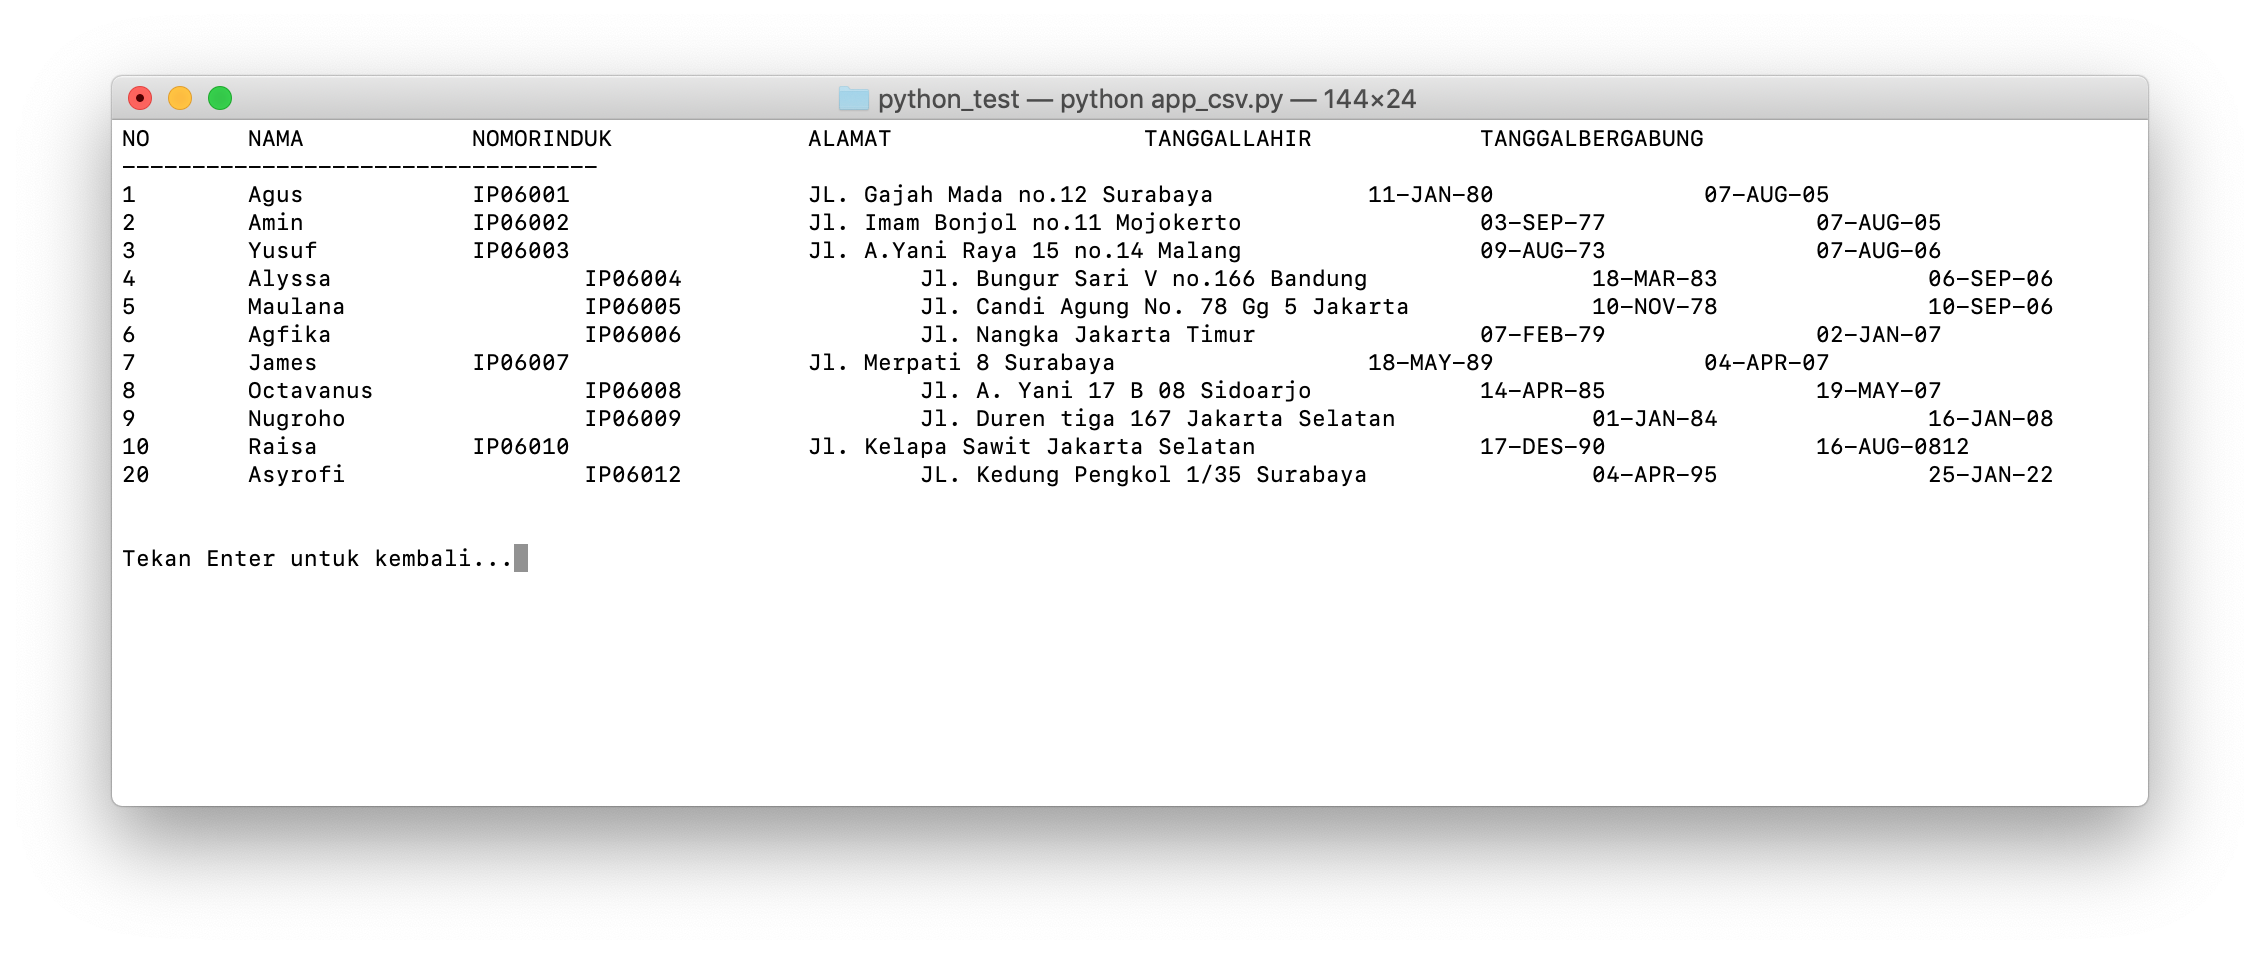 python_test — python app_csv.py — 144×24
NO NAMA NOMORINDUK ALAMAT TANGGALLAHIR TANGGALBERGABUNG
----------------------------------
1 Agus IP06001 JL. Gajah Mada no.12 Surabaya 11-JAN-80 07-AUG-05
2 Amin IP06002 Jl. Imam Bonjol no.11 Mojokerto 03-SEP-77 07-AUG-05
3 Yusuf IP06003 Jl. A.Yani Raya 15 no.14 Malang 09-AUG-73 07-AUG-06
4 Alyssa IP06004 Jl. Bungur Sari V no.166 Bandung 18-MAR-83 06-SEP-06
5 Maulana IP06005 Jl. Candi Agung No. 78 Gg 5 Jakarta 10-NOV-78 10-SEP-06
6 Agfika IP06006 Jl. Nangka Jakarta Timur 07-FEB-79 02-JAN-07
7 James IP06007 Jl. Merpati 8 Surabaya 18-MAY-89 04-APR-07
8 Octavanus IP06008 Jl. A. Yani 17 B 08 Sidoarjo 14-APR-85 19-MAY-07
9 Nugroho IP06009 Jl. Duren tiga 167 Jakarta Selatan 01-JAN-84 16-JAN-08
10 Raisa IP06010 Jl. Kelapa Sawit Jakarta Selatan 17-DES-90 16-AUG-0812
20 Asyrofi IP06012 JL. Kedung Pengkol 1/35 Surabaya 04-APR-95 25-JAN-22
Tekan Enter untuk kembali...